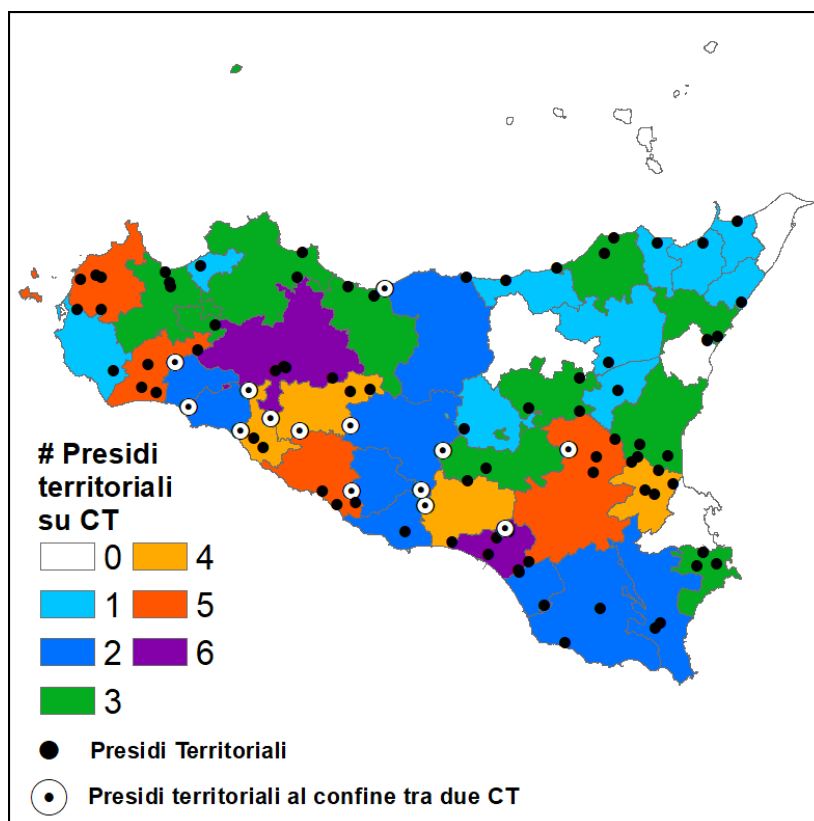 # Presidi
territoriali
su CT
0 4
1 5
2 6
3
Presidi Territoriali
Presidi territoriali al confine tra due CT